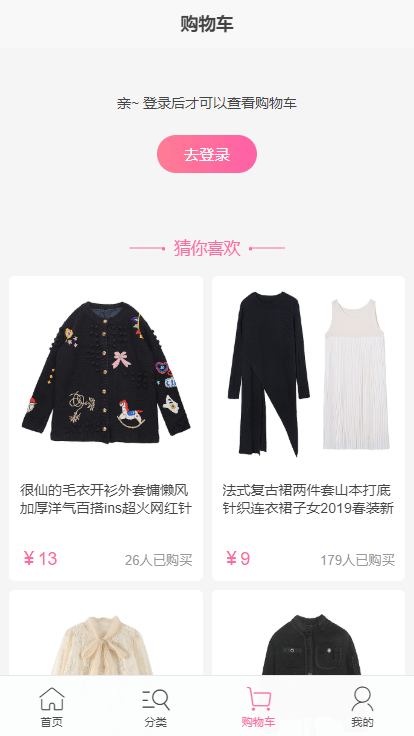 购物车
亲~ 登录后才可以查看购物车
去登录
猜你喜欢
很仙的毛衣开衫外套慵懒风
加厚洋气百搭ins超火网红针
￥13
26人已购买
法式复古裙两件套山本打底
针织连衣裙子女2019春装新
￥9
179人已购买
首页
分类
购物车
我的